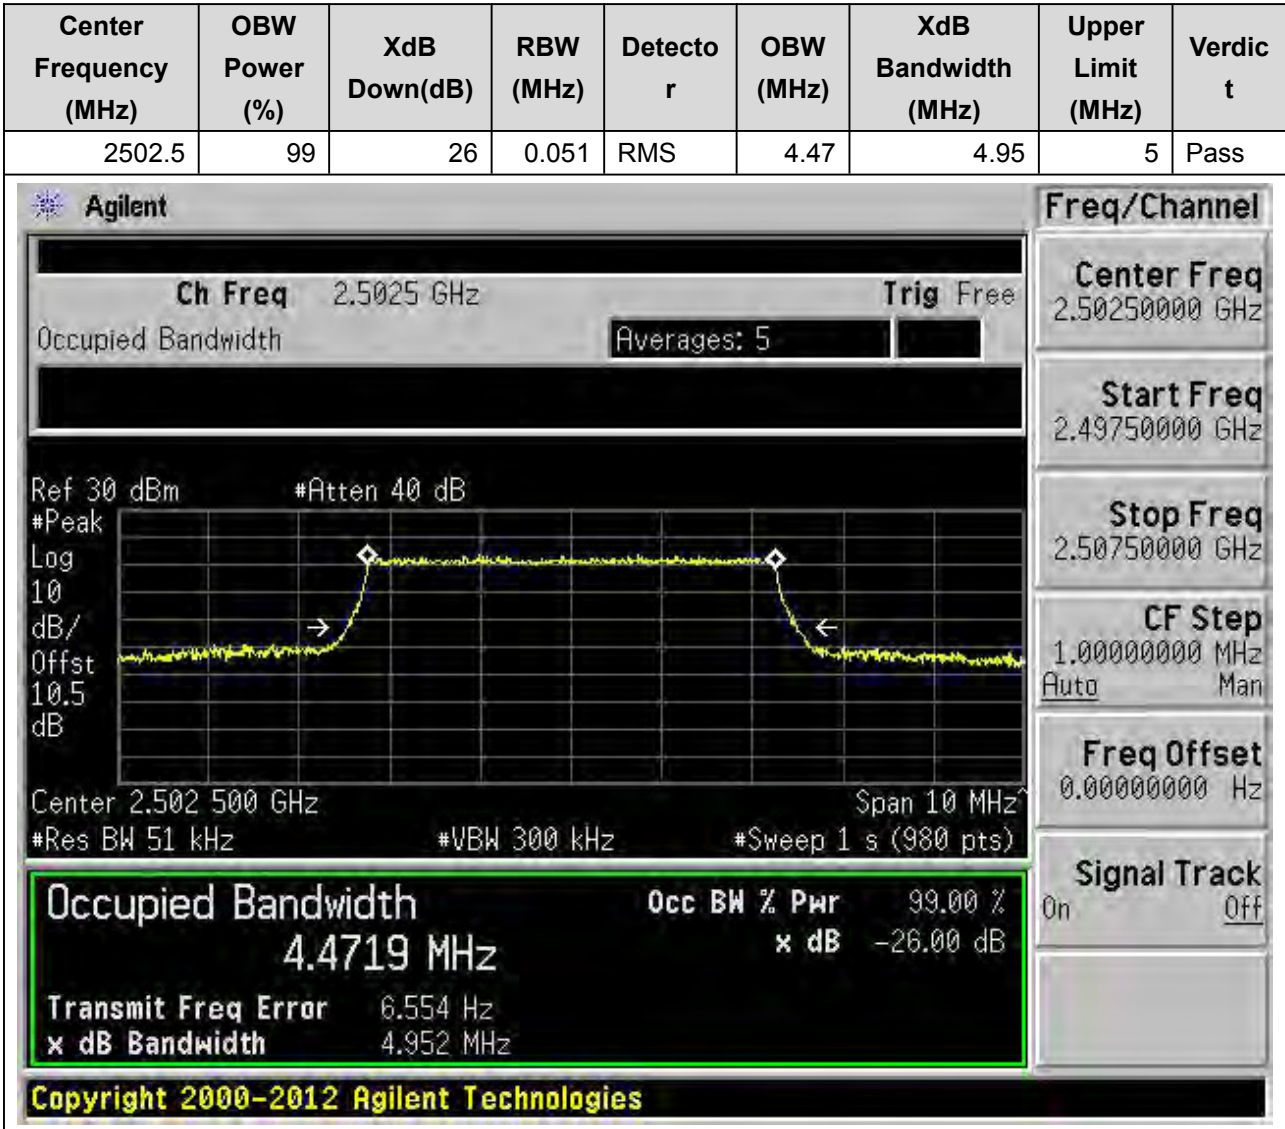 Center Frequency (MHz) OBW Power (%) XdB Down(dB) RBW (MHz) Detecto r OBW (MHz) XdB Bandwidth (MHz) Upper Limit (MHz) Verdic t
2502.5 99 26 0.051 RMS 4.47 4.95 5 Pass
Agilent
Freq/Channel
Ch Freq 2.5025 GHz Trig Free
Occupied Bandwidth Averages: 5
Center Freq
2.50250000 GHz
Start Freq
2.49750000 GHz
Stop Freq
2.50750000 GHz
CF Step
1.00000000 MHz
Auto Man
Freq Offset
0.00000000 Hz
Signal Track
On Off
Ref 30 dBm #Atten 40 dB
#Peak
Log
10
dB/
Offst
10.5
dB
Center 2.502 500 GHz Span 10 MHz^
#Res BW 51 kHz #VBW 300 kHz #Sweep 1 s (980 pts)
Occupied Bandwidth Occ BW % Pwr 99.00 %
4.4719 MHz x dB -26.00 dB
Transmit Freq Error 6.554 Hz
x dB Bandwidth 4.952 MHz
Copyright 2000-2012 Agilent Technologies